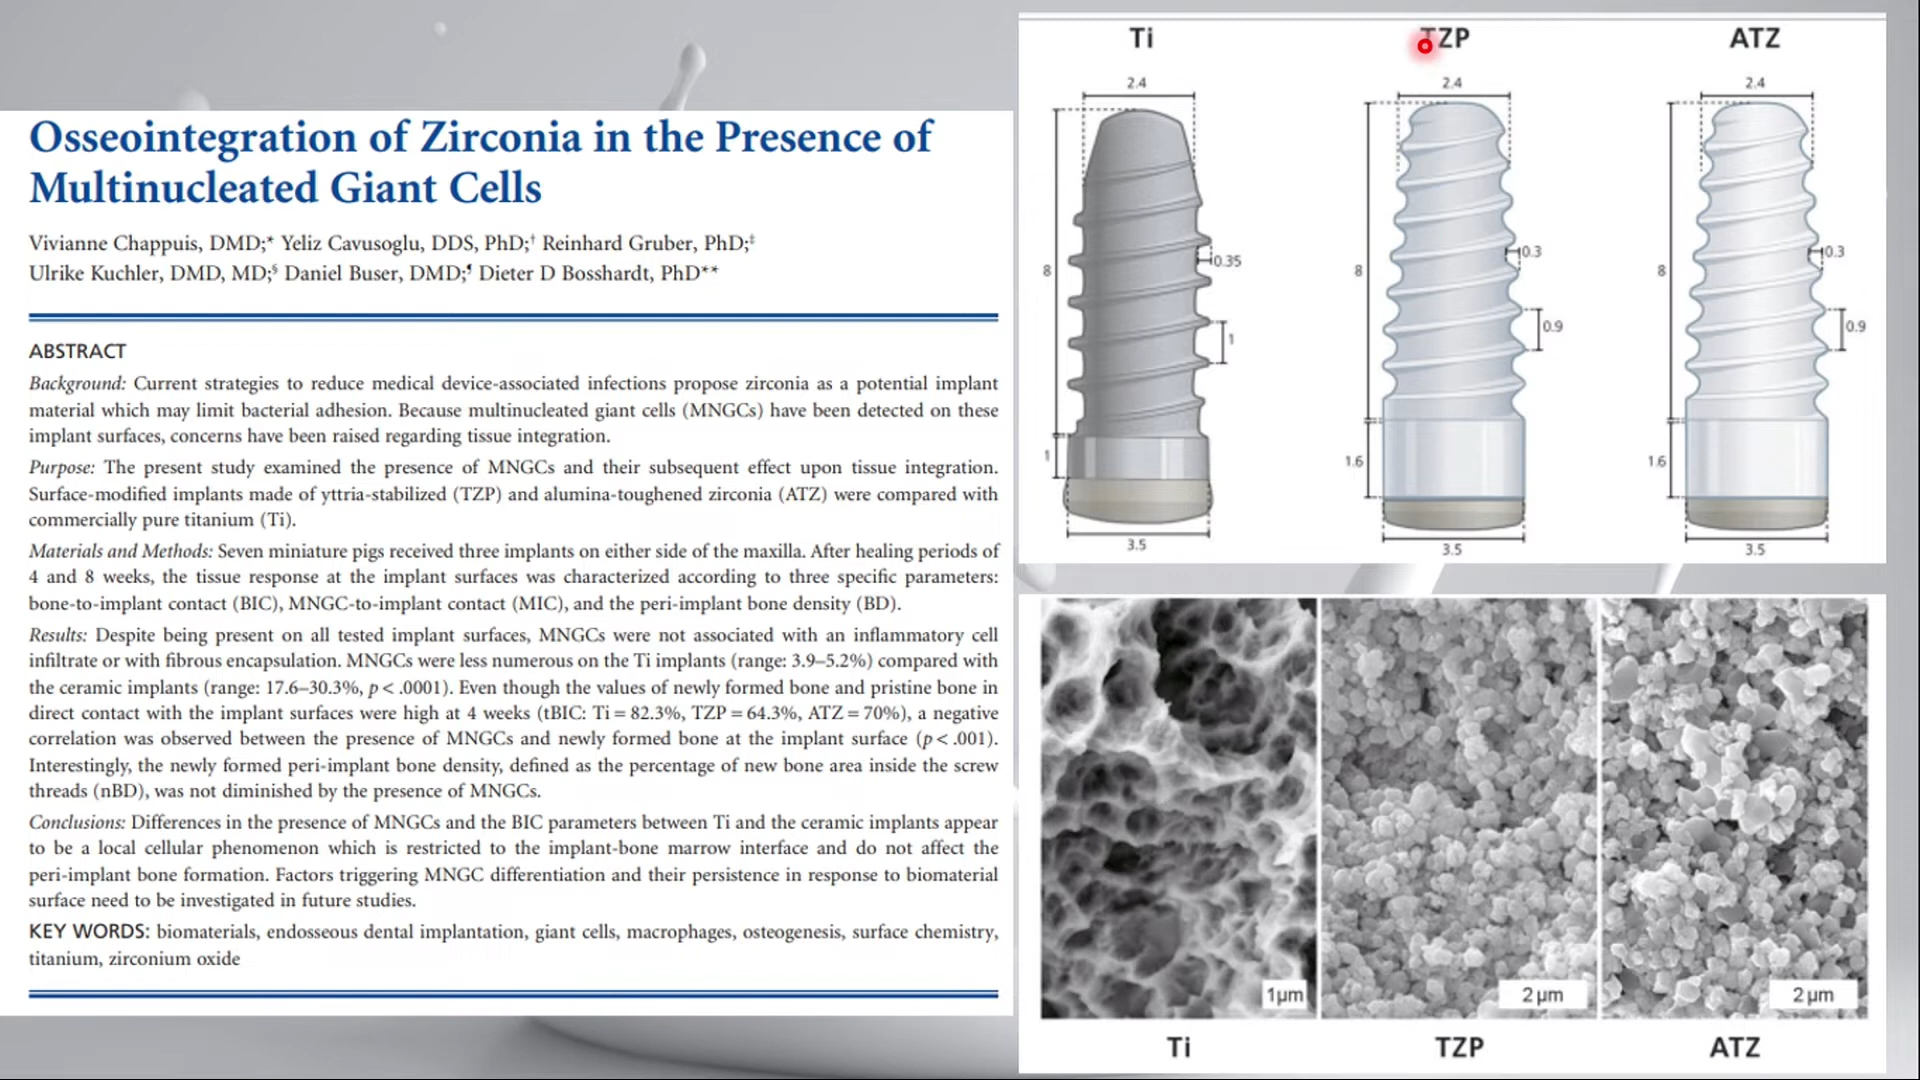 Osseointegration of Zirconia in the Presence of
Multinucleated Giant Cells
Vivianne Chappuis, DMD;* Yeliz Cavusoglu, DDS, PhD;† Reinhard Gruber, PhD;‡
Ulrike Kuchler, DMD, MD;§ Daniel Buser, DMD;¶ Dieter D Bosshardt, PhD**
ABSTRACT
Background: Current strategies to reduce medical device-associated infections propose zirconia as a potential implant
material which may limit bacterial adhesion. Because multinucleated giant cells (MNGCs) have been detected on these
implant surfaces, concerns have been raised regarding tissue integration.
Purpose: The present study examined the presence of MNGCs and their subsequent effect upon tissue integration.
Surface-modified implants made of yttria-stabilized (TZP) and alumina-toughened zirconia (ATZ) were compared with
commercially pure titanium (Ti).
Materials and Methods: Seven miniature pigs received three implants on either side of the maxilla. After healing periods of
4 and 8 weeks, the tissue response at the implant surfaces was characterized according to three specific parameters:
bone-to-implant contact (BIC), MNGC-to-implant contact (MIC), and the peri-implant bone density (BD).
Results: Despite being present on all tested implant surfaces, MNGCs were not associated with an inflammatory cell
infiltrate or with fibrous encapsulation. MNGCs were less numerous on the Ti implants (range: 3.9–5.2%) compared with
the ceramic implants (range: 17.6–30.3%, p < .0001). Even though the values of newly formed bone and pristine bone in
direct contact with the implant surfaces were high at 4 weeks (tBIC: Ti = 82.3%, TZP = 64.3%, ATZ = 70%), a negative
correlation was observed between the presence of MNGCs and newly formed bone at the implant surface (p < .001).
Interestingly, the newly formed peri-implant bone density, defined as the percentage of new bone area inside the screw
threads (nBD), was not diminished by the presence of MNGCs.
Conclusions: Differences in the presence of MNGCs and the BIC parameters between Ti and the ceramic implants appear
to be a local cellular phenomenon which is restricted to the implant-bone marrow interface and do not affect the
peri-implant bone formation. Factors triggering MNGC differentiation and their persistence in response to biomaterial
surface need to be investigated in future studies.
KEY WORDS: biomaterials, endosseous dental implantation, giant cells, macrophages, osteogenesis, surface chemistry,
titanium, zirconium oxide
Ti TZP ATZ
2.4 2.4 2.4
0.35 0.3 0.3
8 8 8
1 0.9 0.9
1 1.6 1.6
3.5 3.5 3.5
1µm 2µm 2µm
Ti TZP ATZ